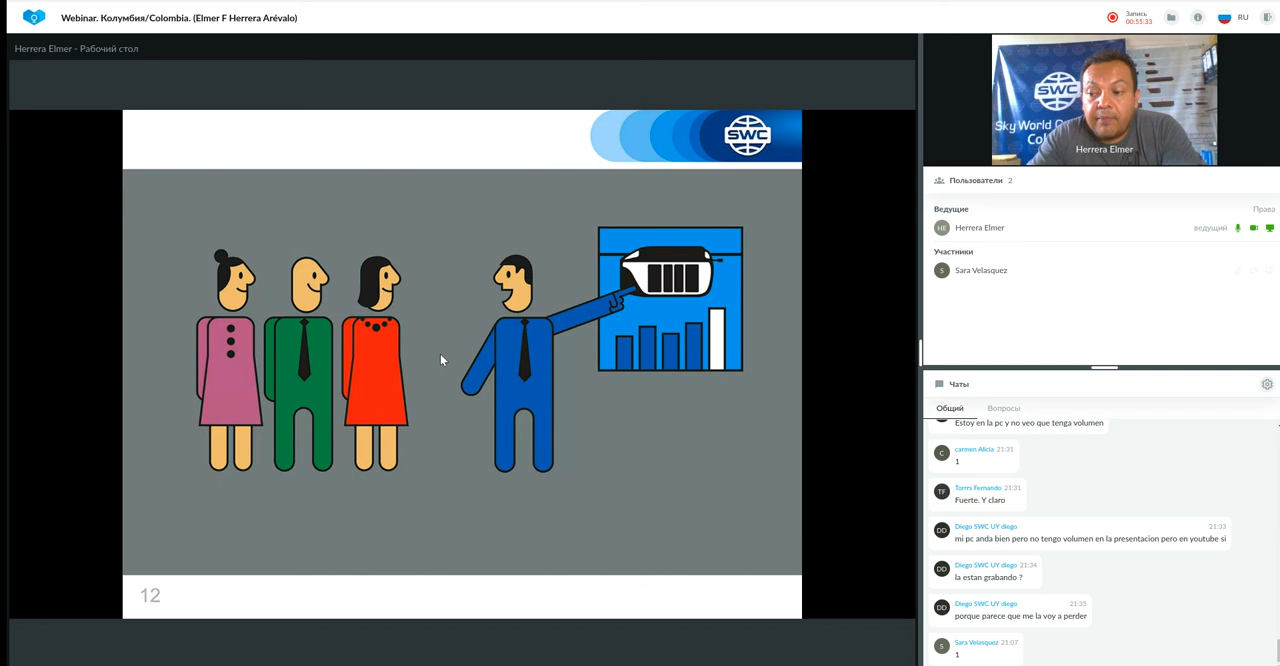 Webinar. Колумбия/Colombia. (Elmer F Herrera Arévalo)
Запись
00:55:33
RU
Herrera Elmer - Рабочий стол
SWC
12
SWC
Sky World C
Col
Herrera Elmer
Пользователи 2
Ведущие Права
HE Herrera Elmer ведущий
Участники
S Sara Velasquez
Чаты
Общий Вопросы
Estoy en la pc y no veo que tenga volumen
C carmen Alicia 21:31
1
TF Torrrs Fernando 21:31
Fuerte. Y claro
DD Diego SWC UY diego 21:33
mi pc anda bien pero no tengo volumen en la presentacion pero en youtube si
DD Diego SWC UY diego 21:34
la estan grabando ?
DD Diego SWC UY diego 21:35
porque parece que me la voy a perder
S Sara Velasquez 21:07
1